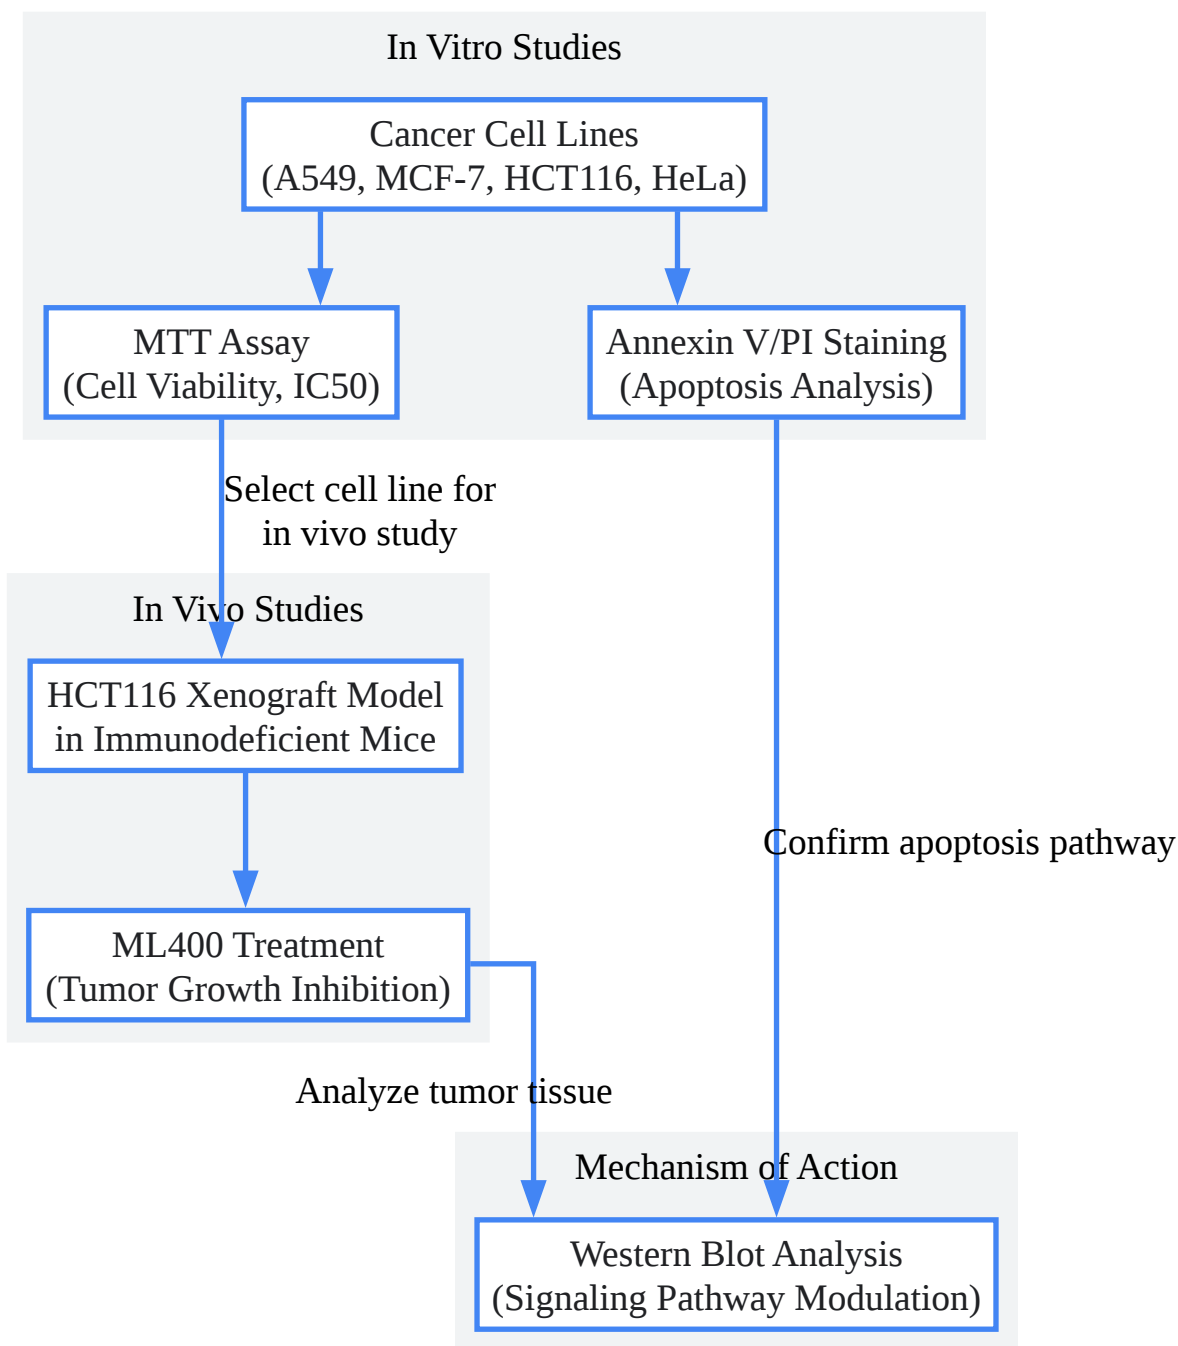 In Vitro Studies
Cancer Cell Lines
(A549, MCF-7, HCT116, HeLa)
MTT Assay
(Cell Viability, IC50)
Annexin V/PI Staining
(Apoptosis Analysis)
Select cell line for
in vivo study
In Vivo Studies
HCT116 Xenograft Model
in Immunodeficient Mice
Confirm apoptosis pathway
ML400 Treatment
(Tumor Growth Inhibition)
Analyze tumor tissue
Mechanism of Action
Western Blot Analysis
(Signaling Pathway Modulation)